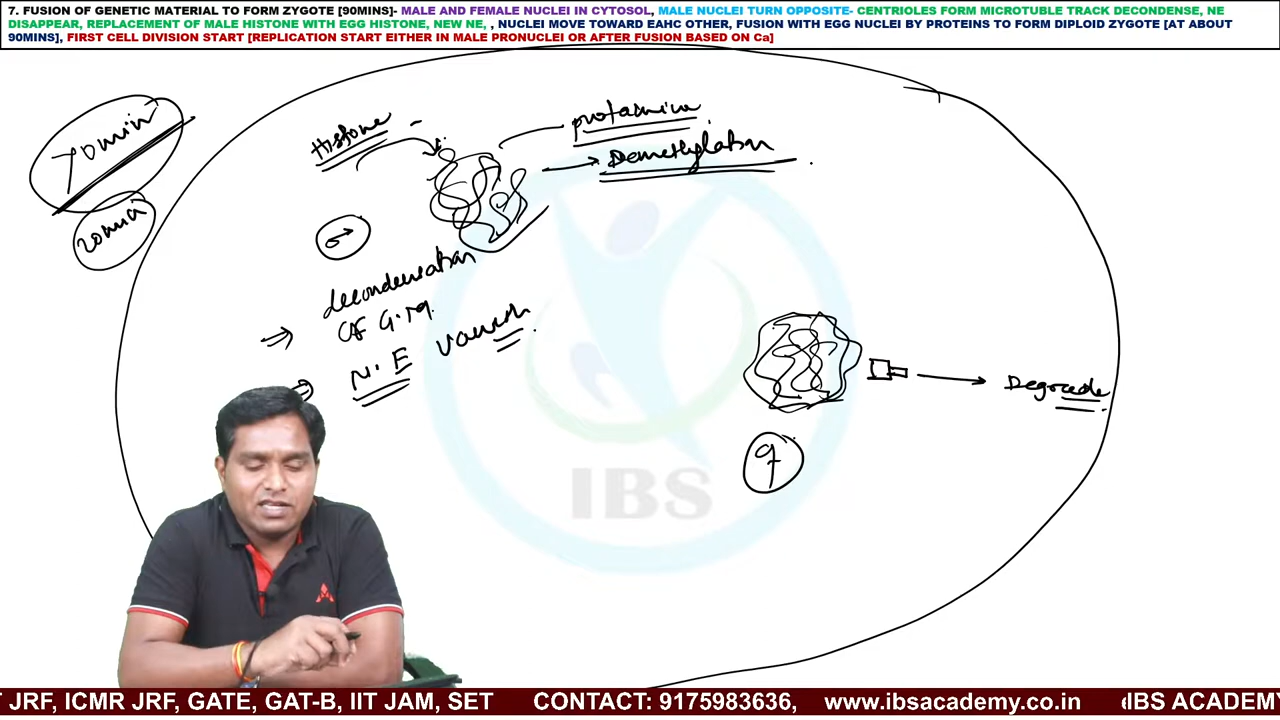 7. FUSION OF GENETIC MATERIAL TO FORM ZYGOTE [90MINS]- MALE AND FEMALE NUCLEI IN CYTOSOL, MALE NUCLEI TURN OPPOSITE- CENTRIOLES FORM MICROTUBLE TRACK DECONDENSE, NE
DISAPPEAR, REPLACEMENT OF MALE HISTONE WITH EGG HISTONE, NEW NE, , NUCLEI MOVE TOWARD EAHC OTHER, FUSION WITH EGG NUCLEI BY PROTEINS TO FORM DIPLOID ZYGOTE [AT ABOUT
90MINS], FIRST CELL DIVISION START [REPLICATION START EITHER IN MALE PRONUCLEI OR AFTER FUSION BASED ON Ca]
Histone
protamine
Demethylation
decondensation
of
N.E vanish
♂
♀
Degrade
IBS
T JRF, ICMR JRF, GATE, GAT-B, IIT JAM, SET CONTACT: 9175983636, www.ibsacademy.co.in IBS ACADEM